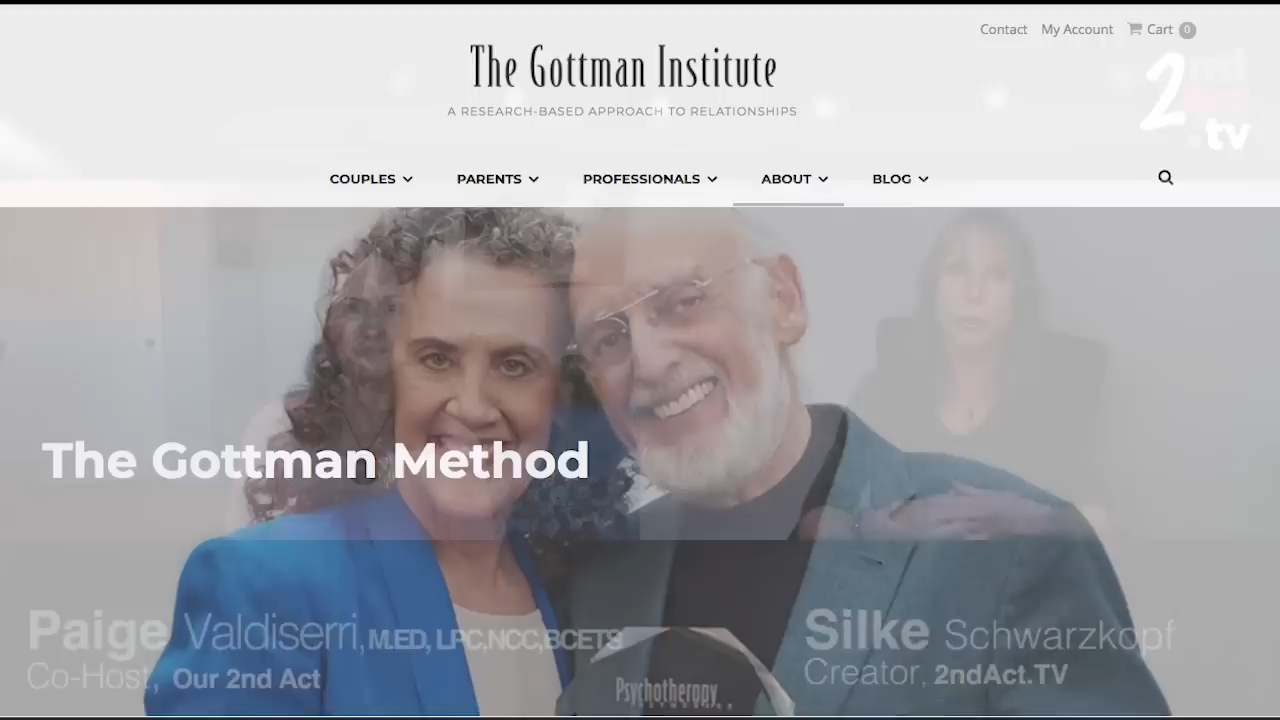 Contact My Account Cart 0
The Gottman Institute
A RESEARCH-BASED APPROACH TO RELATIONSHIPS
2nd
.tv
COUPLES PARENTS PROFESSIONALS ABOUT BLOG
The Gottman Method
Paige Valdiserri, M.ED, LPC,NCC,BCETS
Co-Host, Our 2nd Act
Silke Schwarzkopf
Creator, 2ndAct.TV
Psychotherapy